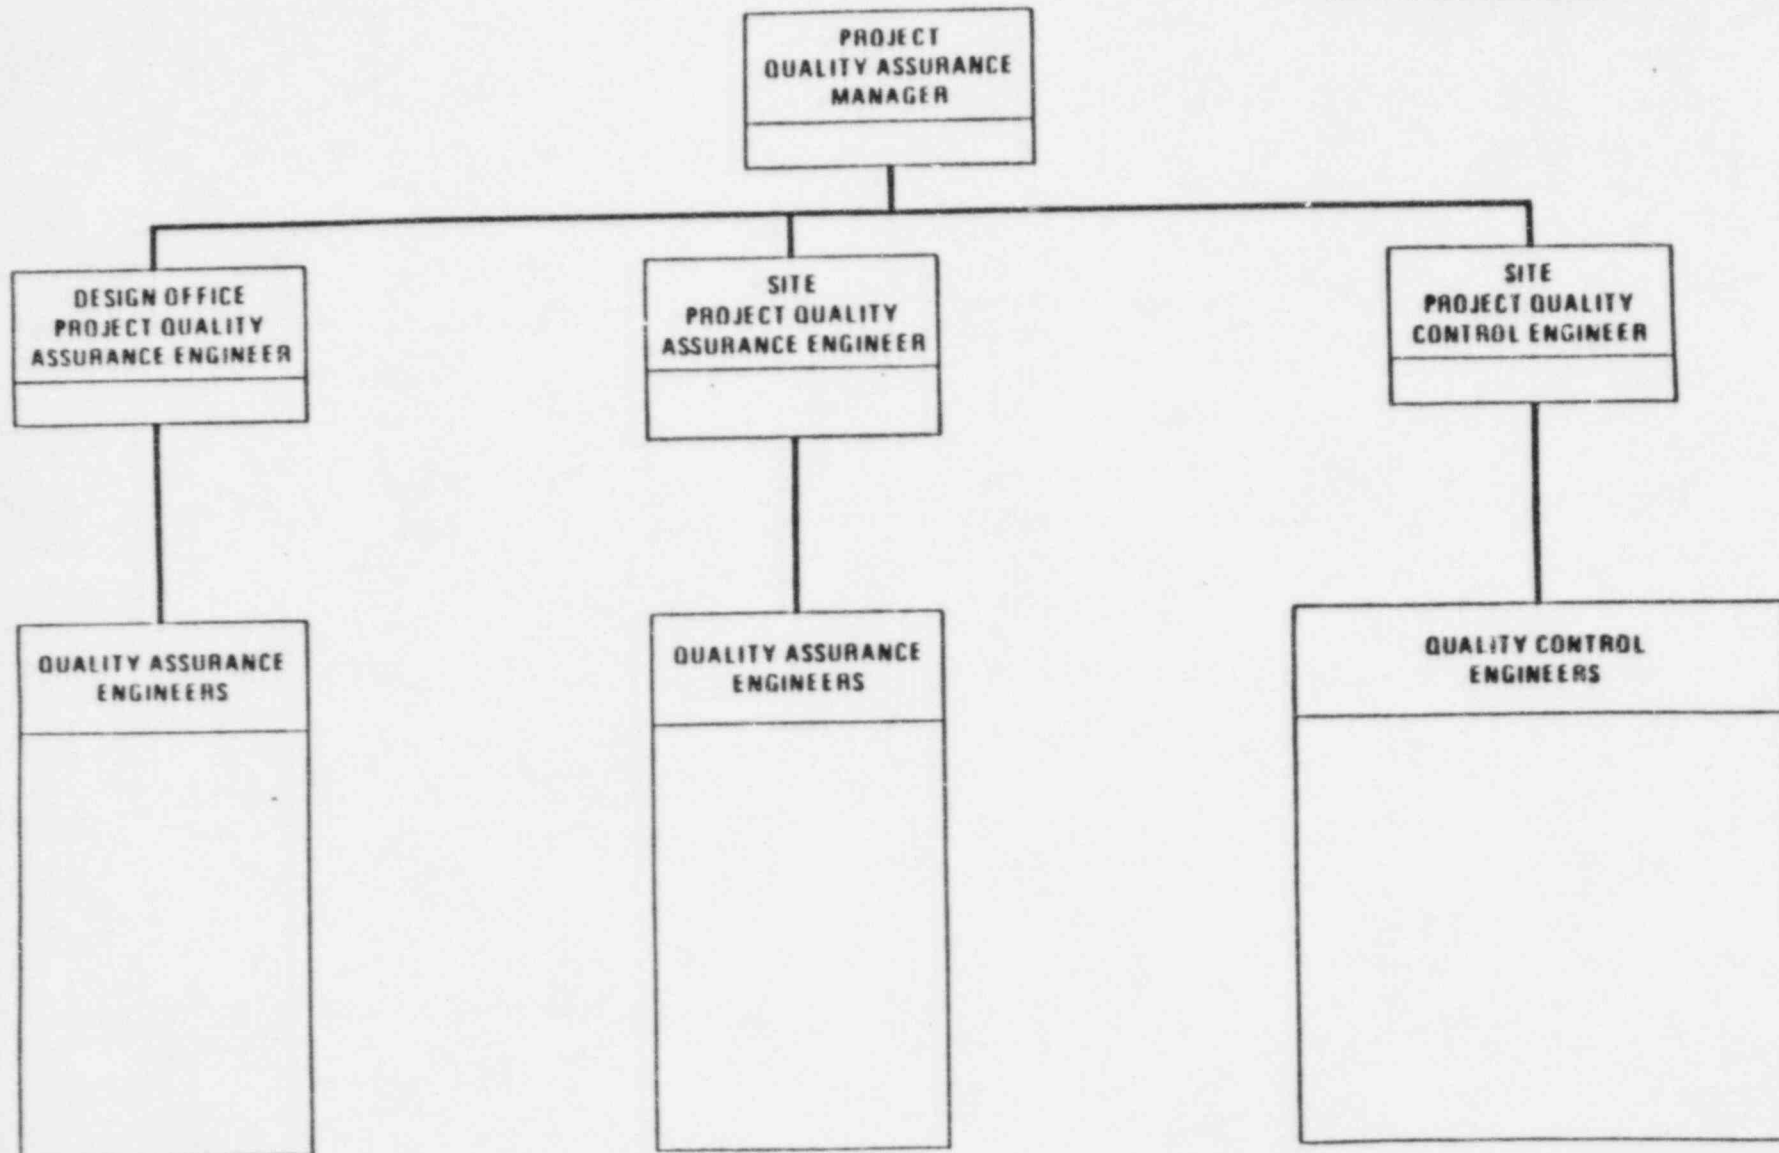 PROJECT
QUALITY ASSURANCE
MANAGER
DESIGN OFFICE
PROJECT QUALITY
ASSURANCE ENGINEER
SITE
PROJECT QUALITY
ASSURANCE ENGINEER
SITE
PROJECT QUALITY
CONTROL ENGINEER
QUALITY ASSURANCE
ENGINEERS
QUALITY ASSURANCE
ENGINEERS
QUALITY CONTROL
ENGINEERS